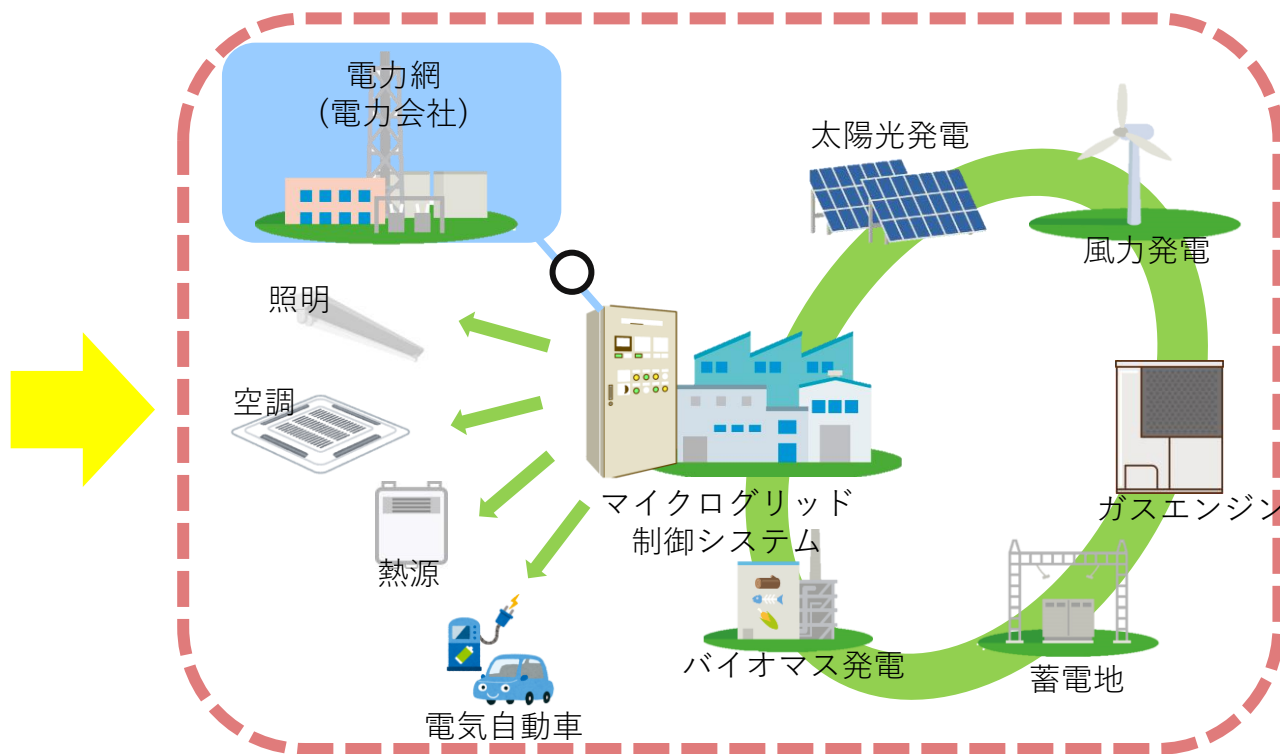 電力網
(電力会社)
太陽光発電
風力発電
照明
空調
熱源
電気自動車
マイクログリッド
制御システム
ガスエンジン
バイオマス発電
蓄電地